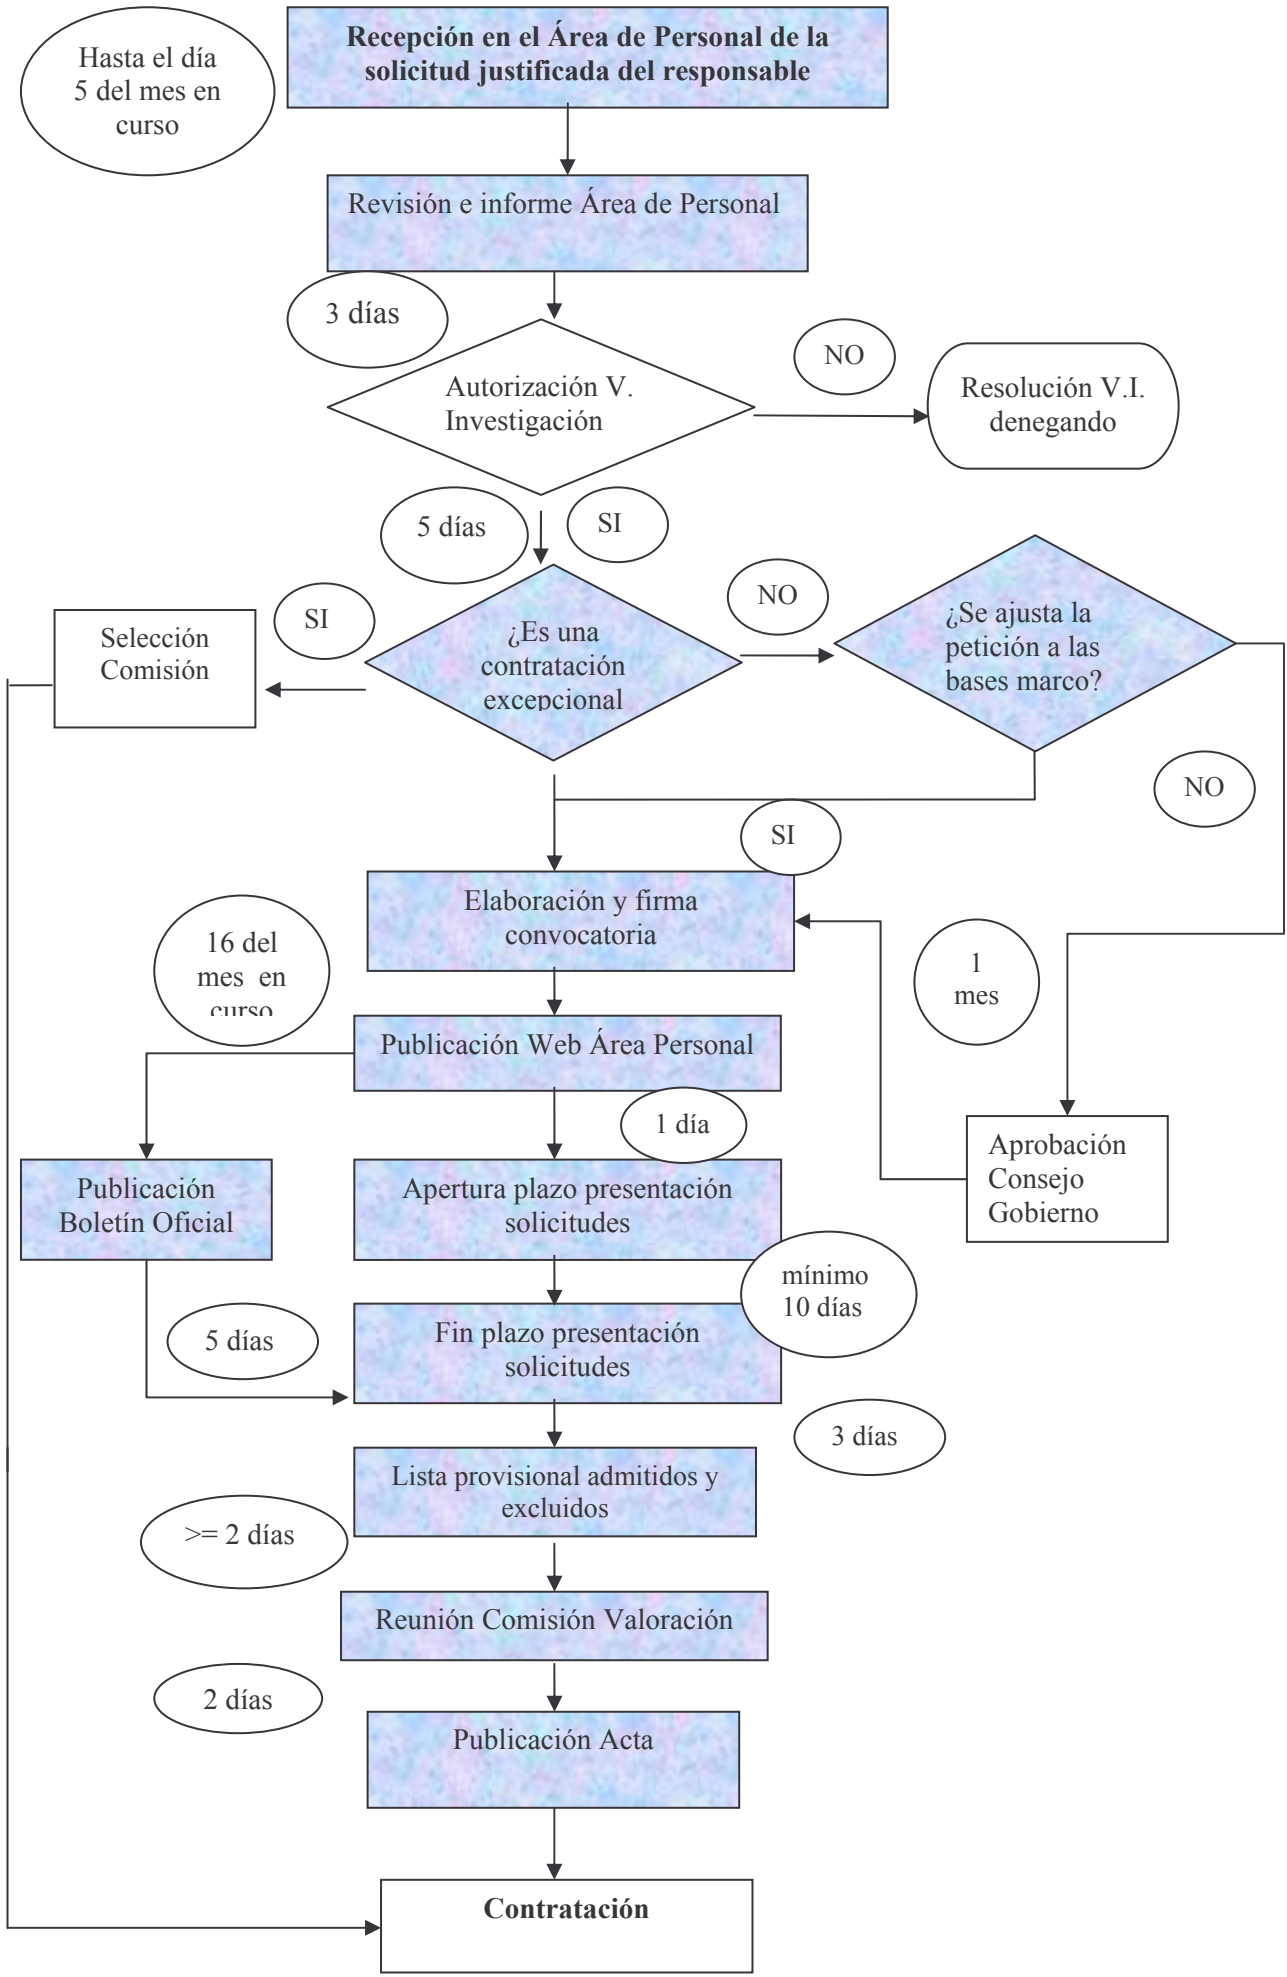 Hasta el día
5 del mes en
curso
Recepción en el Área de Personal de la
solicitud justificada del responsable
Revisión e informe Área de Personal
3 días
Autorización V.
Investigación
NO
Resolución V.I.
denegando
5 días
SI
Selección
Comisión
SI
¿Es una
contratación
excepcional
NO
¿Se ajusta la
petición a las
bases marco?
NO
SI
Elaboración y firma
convocatoria
16 del
mes en
curso
1
mes
Publicación Web Área Personal
1 día
Publicación
Boletín Oficial
Apertura plazo presentación
solicitudes
Aprobación
Consejo
Gobierno
mínimo
10 días
5 días
Fin plazo presentación
solicitudes
3 días
Lista provisional admitidos y
excluidos
>= 2 días
Reunión Comisión Valoración
2 días
Publicación Acta
Contratación